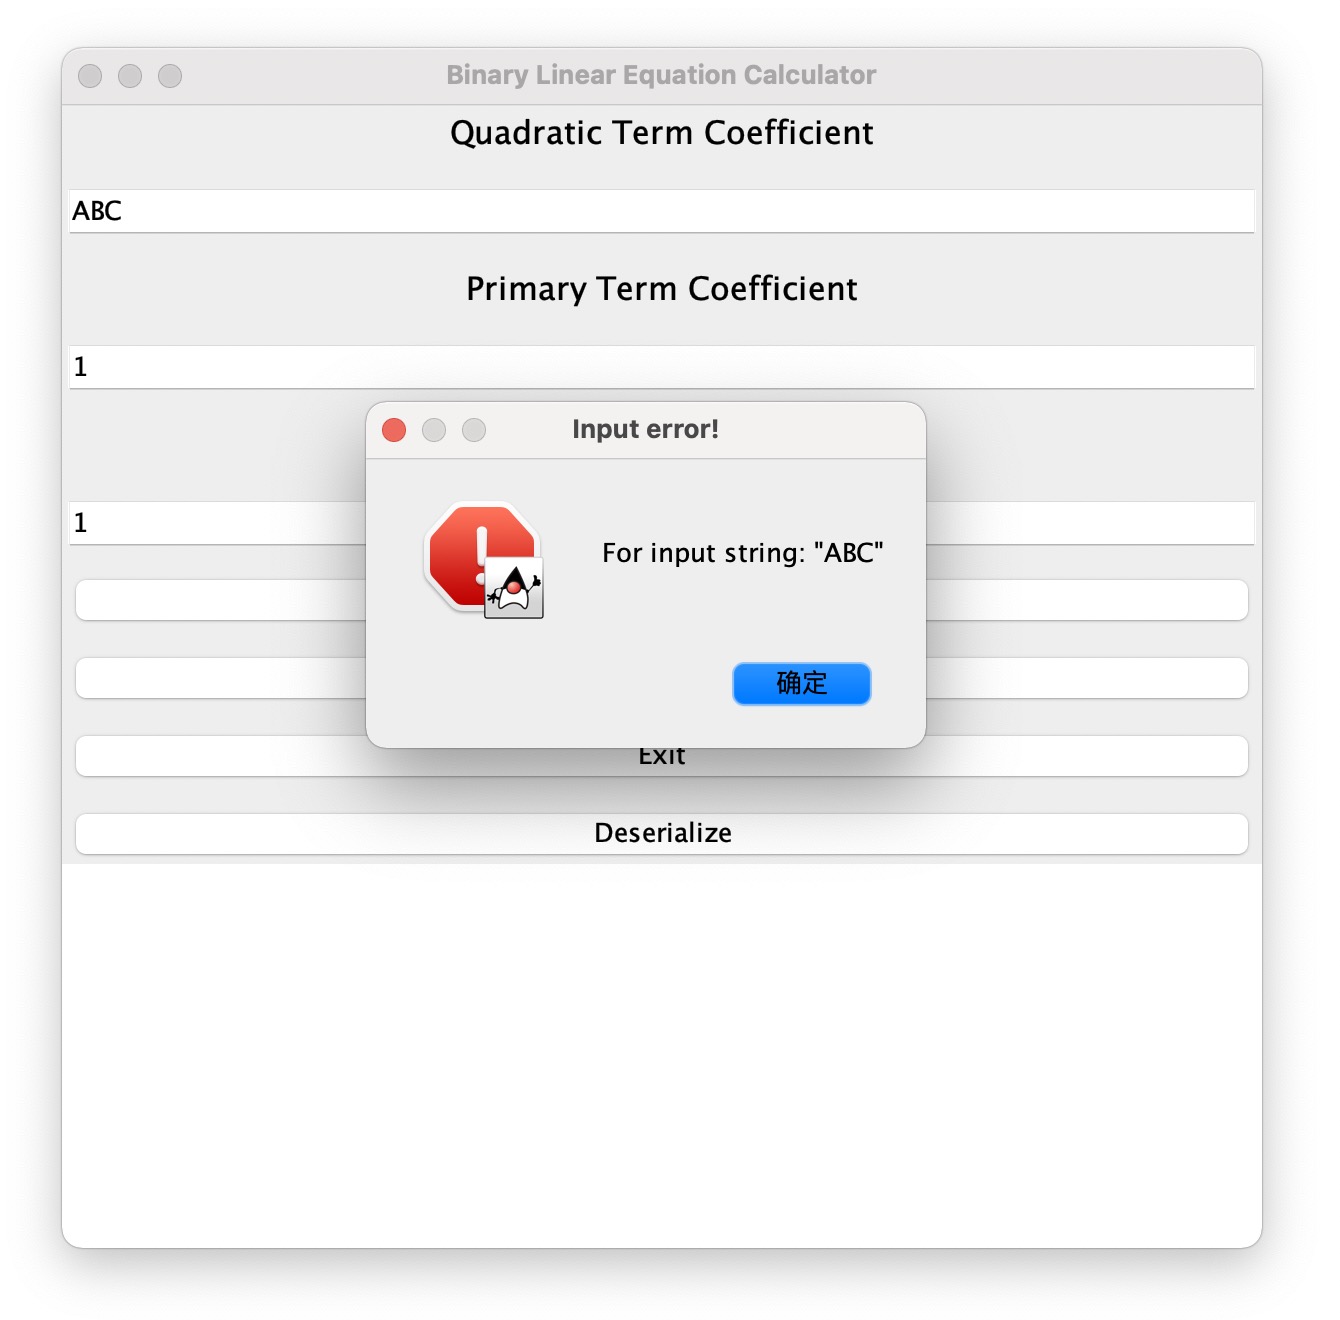 Binary Linear Equation Calculator
Quadratic Term Coefficient
ABC
Primary Term Coefficient
1
Input error!
1
For input string: "ABC"
确定
Exit
Deserialize